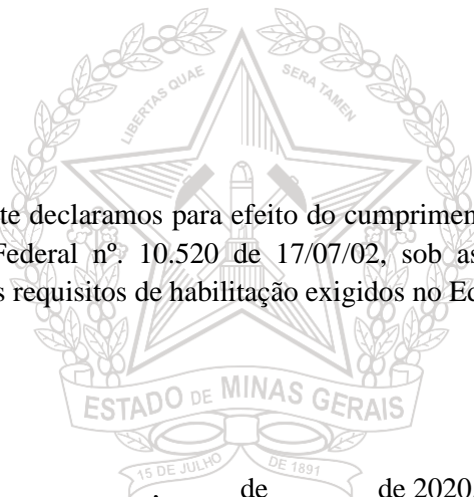 LIBERTAS QUAE SERA TAMEN
te declaramos para efeito do cumprimen
Federal nº. 10.520 de 17/07/02, sob as
s requisitos de habilitação exigidos no Ed
ESTADO DE MINAS GERAIS
15 DE JULHO DE 1891
, de de 2020